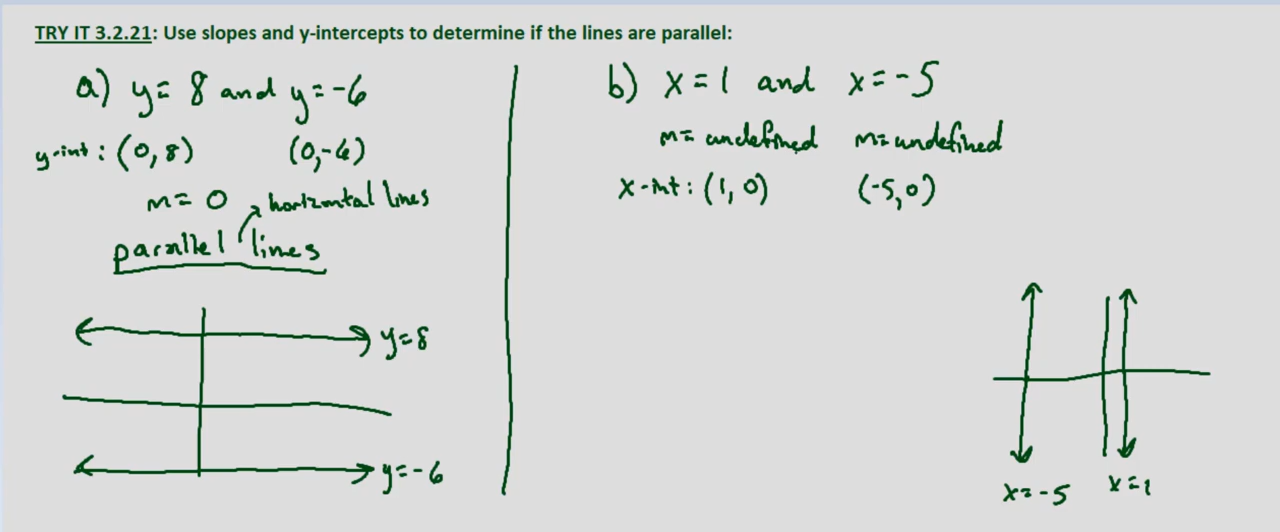 TRY IT 3.2.21: Use slopes and y-intercepts to determine if the lines are parallel:
a) y= 8 and y=-6
y-int: (0, 8) (0,-6)
m= 0 horizontal lines
parallel lines
y=8
y=-6
b) x=1 and x=-5
m= undefined m=undefined
x-int: (1, 0) (-5,0)
x=-5 x=1